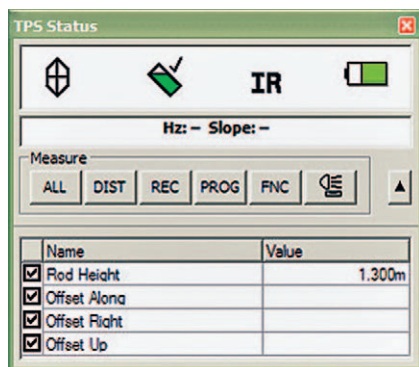 TPS Status
IR
Hz: – Slope: –
Measure
ALL DIST REC PROG FNC
Name Value
Rod Height 1.300m
Offset Along
Offset Right
Offset Up